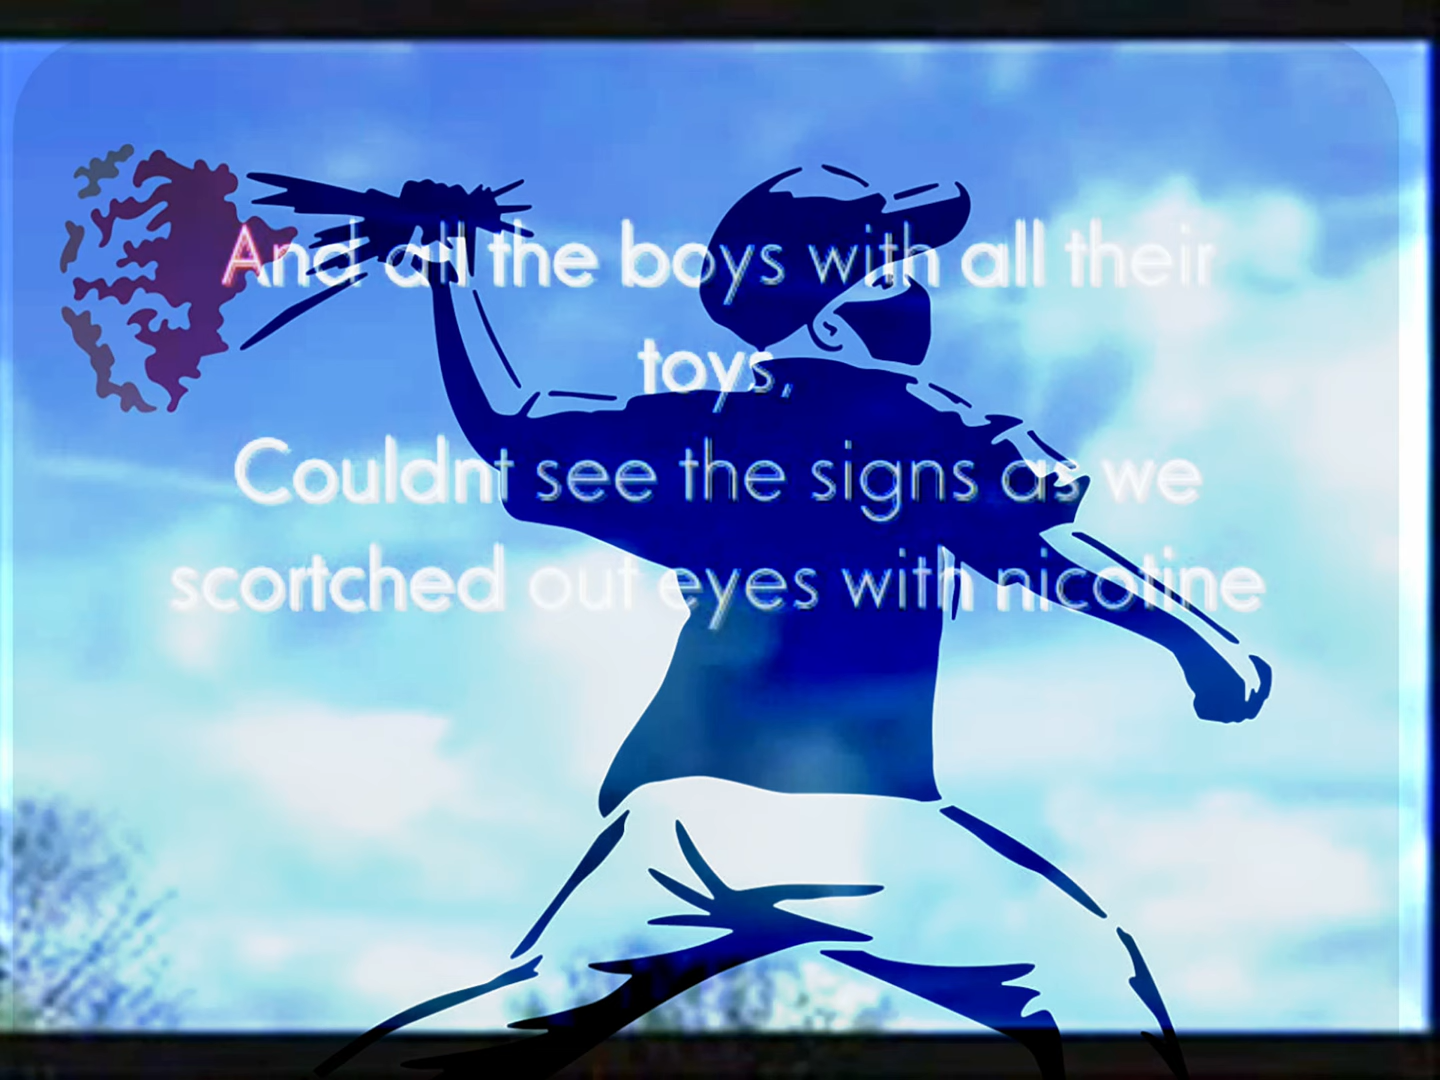 And all the boys with all their
toys,
Couldnt see the signs as we
scortched out eyes with nicotine